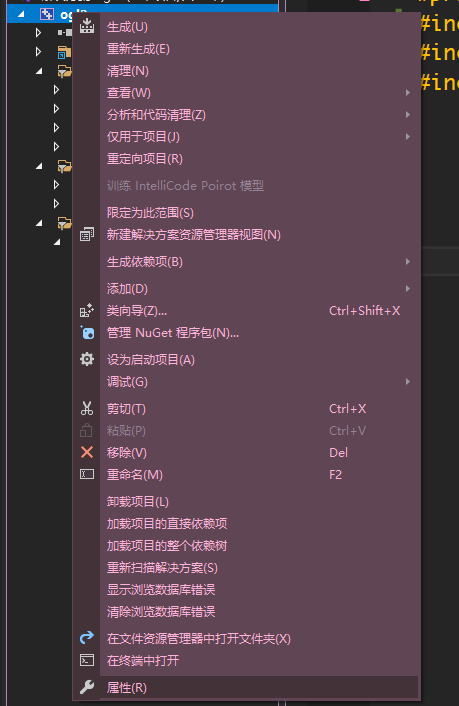 #inc
#inc
#inc
生成(U)
重新生成(E)
清理(N)
查看(W)
分析和代码清理(Z)
仅用于项目(J)
重定向项目(R)
训练 IntelliCode Poirot 模型
限定为此范围(S)
新建解决方案资源管理器视图(N)
生成依赖项(B)
添加(D)
类向导(Z)... Ctrl+Shift+X
管理 NuGet 程序包(N)...
设为启动项目(A)
调试(G)
剪切(T) Ctrl+X
粘贴(P) Ctrl+V
移除(V) Del
重命名(M) F2
卸载项目(L)
加载项目的直接依赖项
加载项目的整个依赖树
重新扫描解决方案(S)
显示浏览数据库错误
清除浏览数据库错误
在文件资源管理器中打开文件夹(X)
在终端中打开
属性(R)